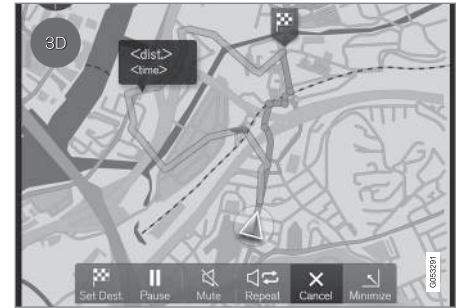 3D
<dist.>
<time>
Set Dest.
Pause
Mute
Repeat
Cancel
Minimize
G053291